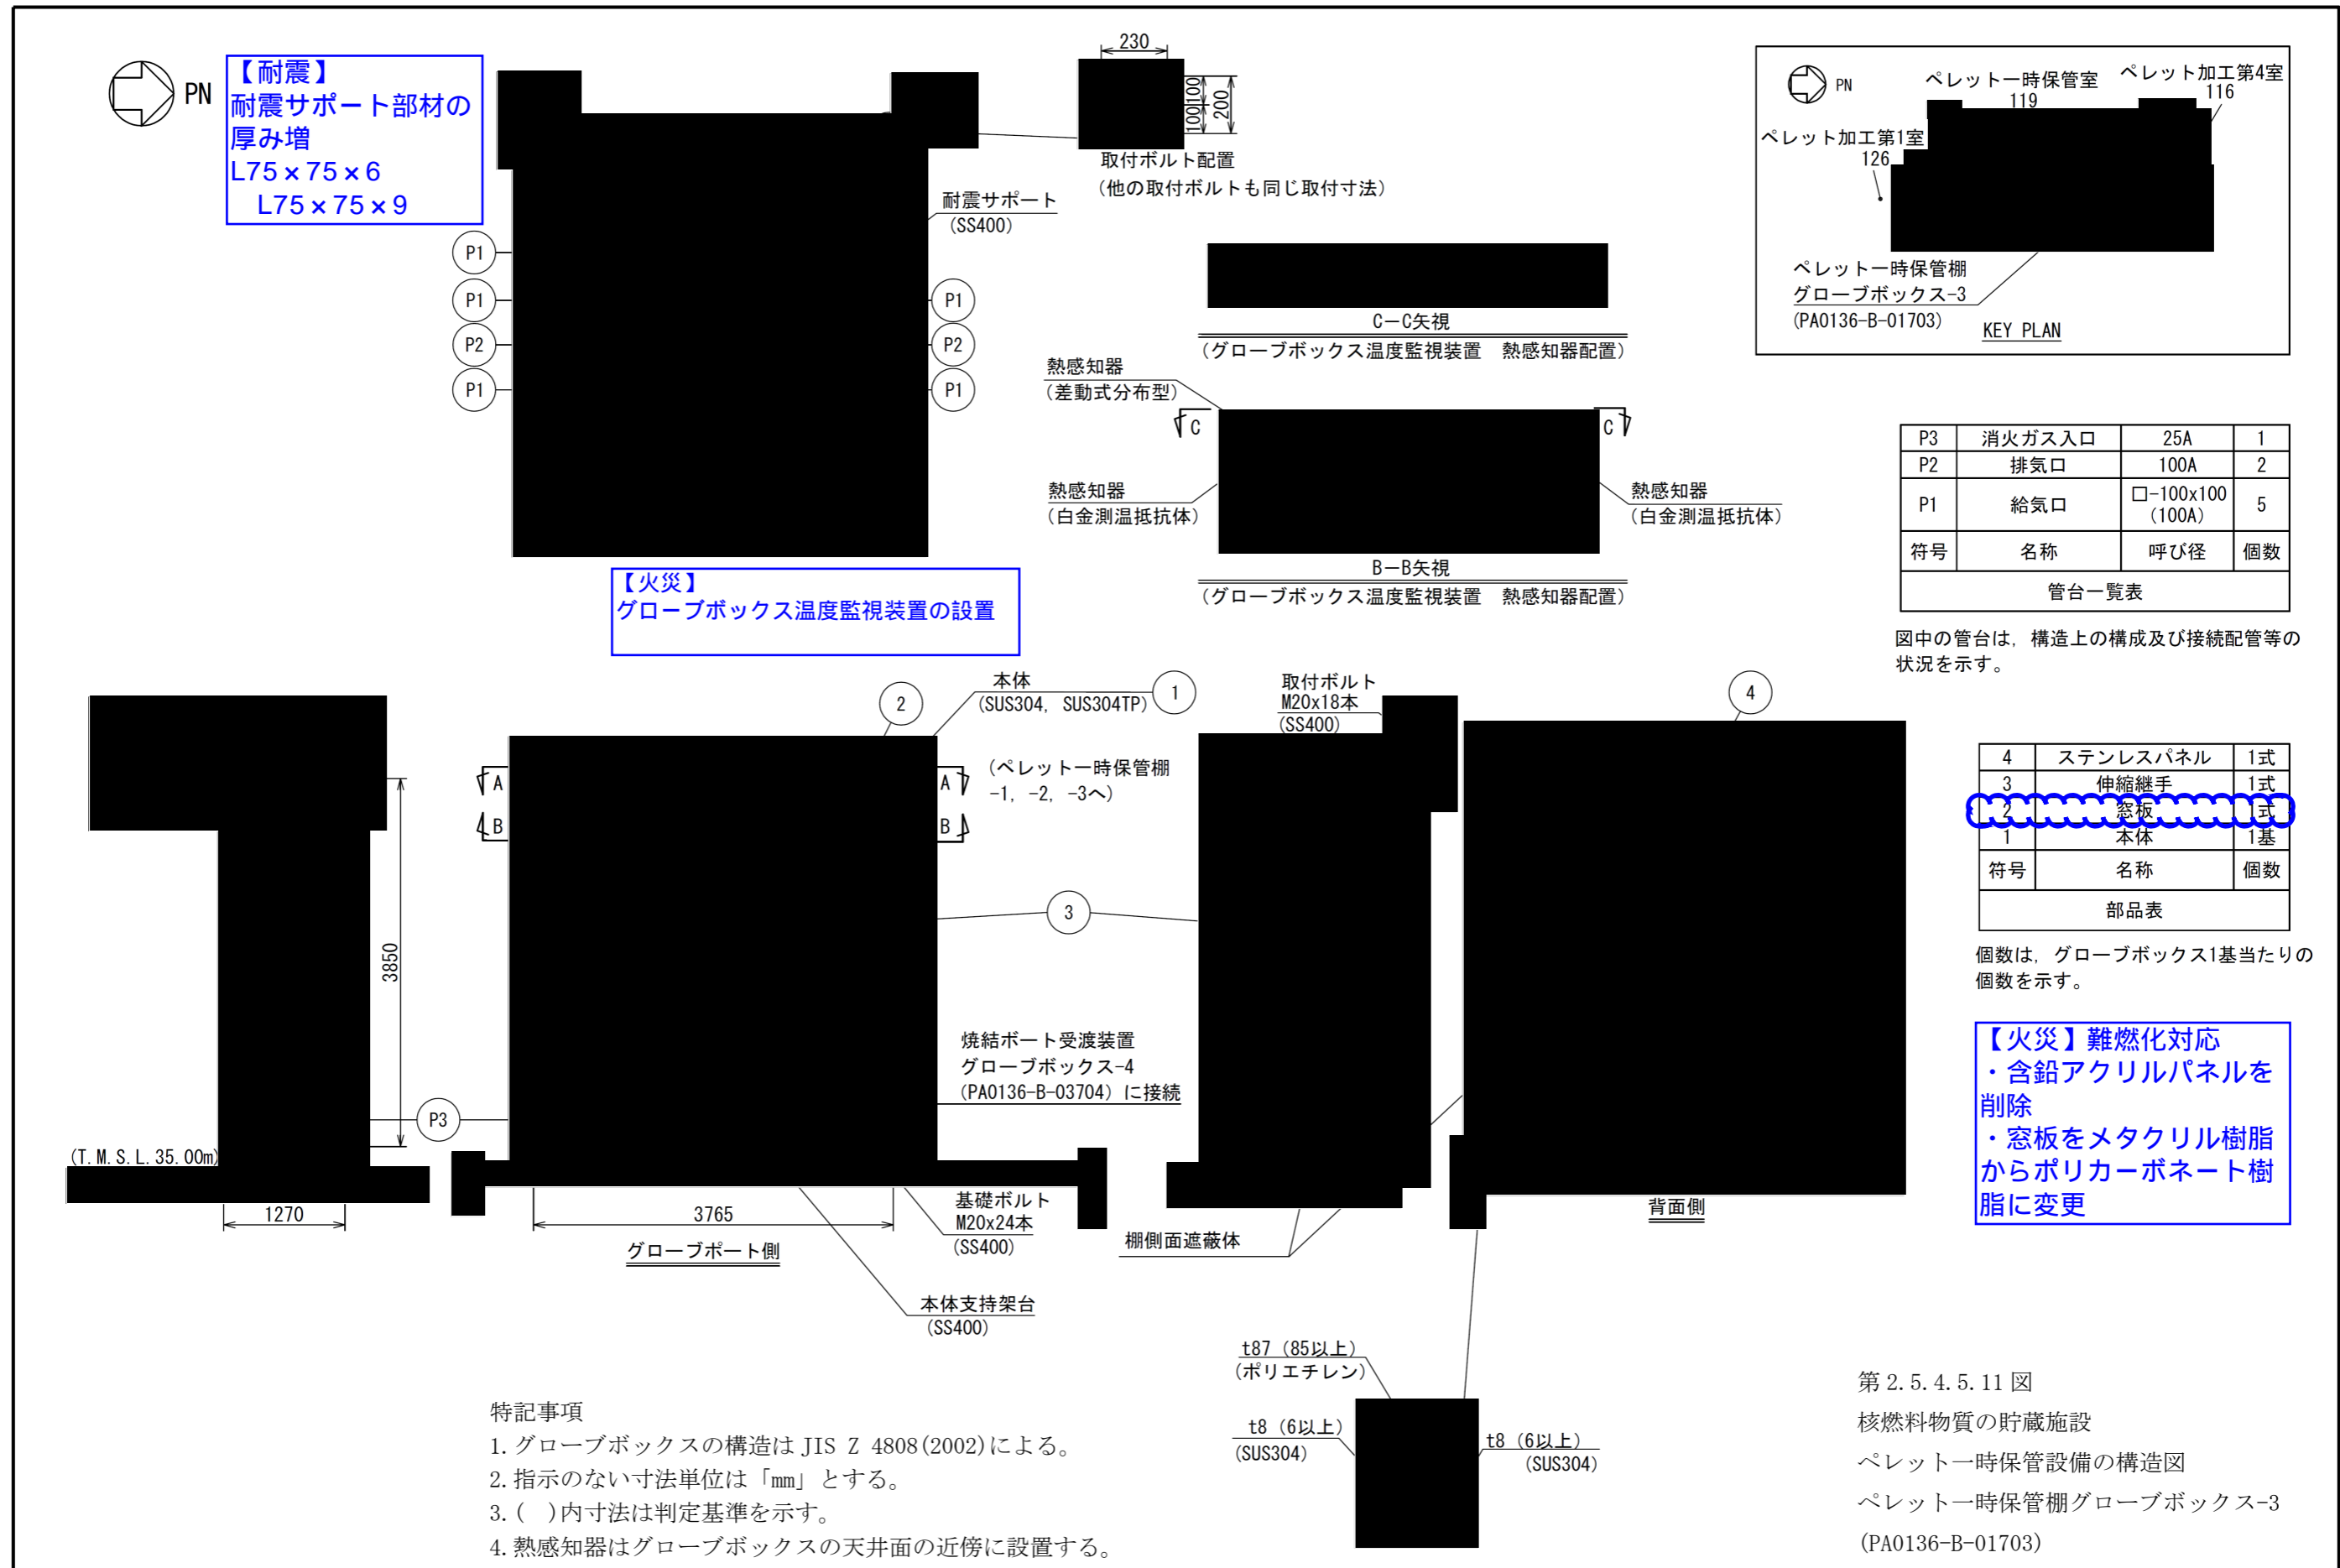 PN
【耐震】
耐震サポート部材の
厚み増
L75×75×6
L75×75×9
230
100
100
200
取付ボルト配置
(他の取付ボルトも同じ取付寸法)
耐震サポート
(SS400)
P1
P1
P2
P1
P1
P2
P1
C－C矢視
(グローブボックス温度監視装置　熱感知器配置)
熱感知器
(差動式分布型)
C
C
熱感知器
(白金測温抵抗体)
熱感知器
(白金測温抵抗体)
B－B矢視
(グローブボックス温度監視装置　熱感知器配置)
【火災】
グローブボックス温度監視装置の設置
PN
ペレット一時保管室
119
ペレット加工第4室
116
ペレット加工第1室
126
ペレット一時保管棚
グローブボックス-3
(PA0136-B-01703)
KEY PLAN
P3 消火ガス入口 25A 1
P2 排気口 100A 2
P1 給気口 □-100x100 (100A) 5
符号 名称 呼び径 個数
管台一覧表
図中の管台は，構造上の構成及び接続配管等の
状況を示す。
2
本体
(SUS304, SUS304TP)
1
取付ボルト
M20x18本
(SS400)
4
A
A
B
B
(ペレット一時保管棚
-1, -2, -3へ)
3
3850
焼結ボート受渡装置
グローブボックス-4
(PA0136-B-03704)に接続
P3
(T.M.S.L.35.00m)
1270
3765
基礎ボルト
M20x24本
(SS400)
グローブポート側
本体支持架台
(SS400)
棚側面遮蔽体
背面側
4 ステンレスパネル 1式
3 伸縮継手 1式
2 窓板 1式
1 本体 1基
符号 名称 個数
部品表
個数は，グローブボックス1基当たりの
個数を示す。
【火災】難燃化対応
・含鉛アクリルパネルを
削除
・窓板をメタクリル樹脂
からポリカーボネート樹
脂に変更
t87 (85以上)
(ポリエチレン)
t8 (6以上)
(SUS304)
t8 (6以上)
(SUS304)
特記事項
1.グローブボックスの構造は JIS Z 4808(2002)による。
2.指示のない寸法単位は「mm」とする。
3.(　)内寸法は判定基準を示す。
4.熱感知器はグローブボックスの天井面の近傍に設置する。
第 2.5.4.5.11 図
核燃料物質の貯蔵施設
ペレット一時保管設備の構造図
ペレット一時保管棚グローブボックス-3
(PA0136-B-01703)